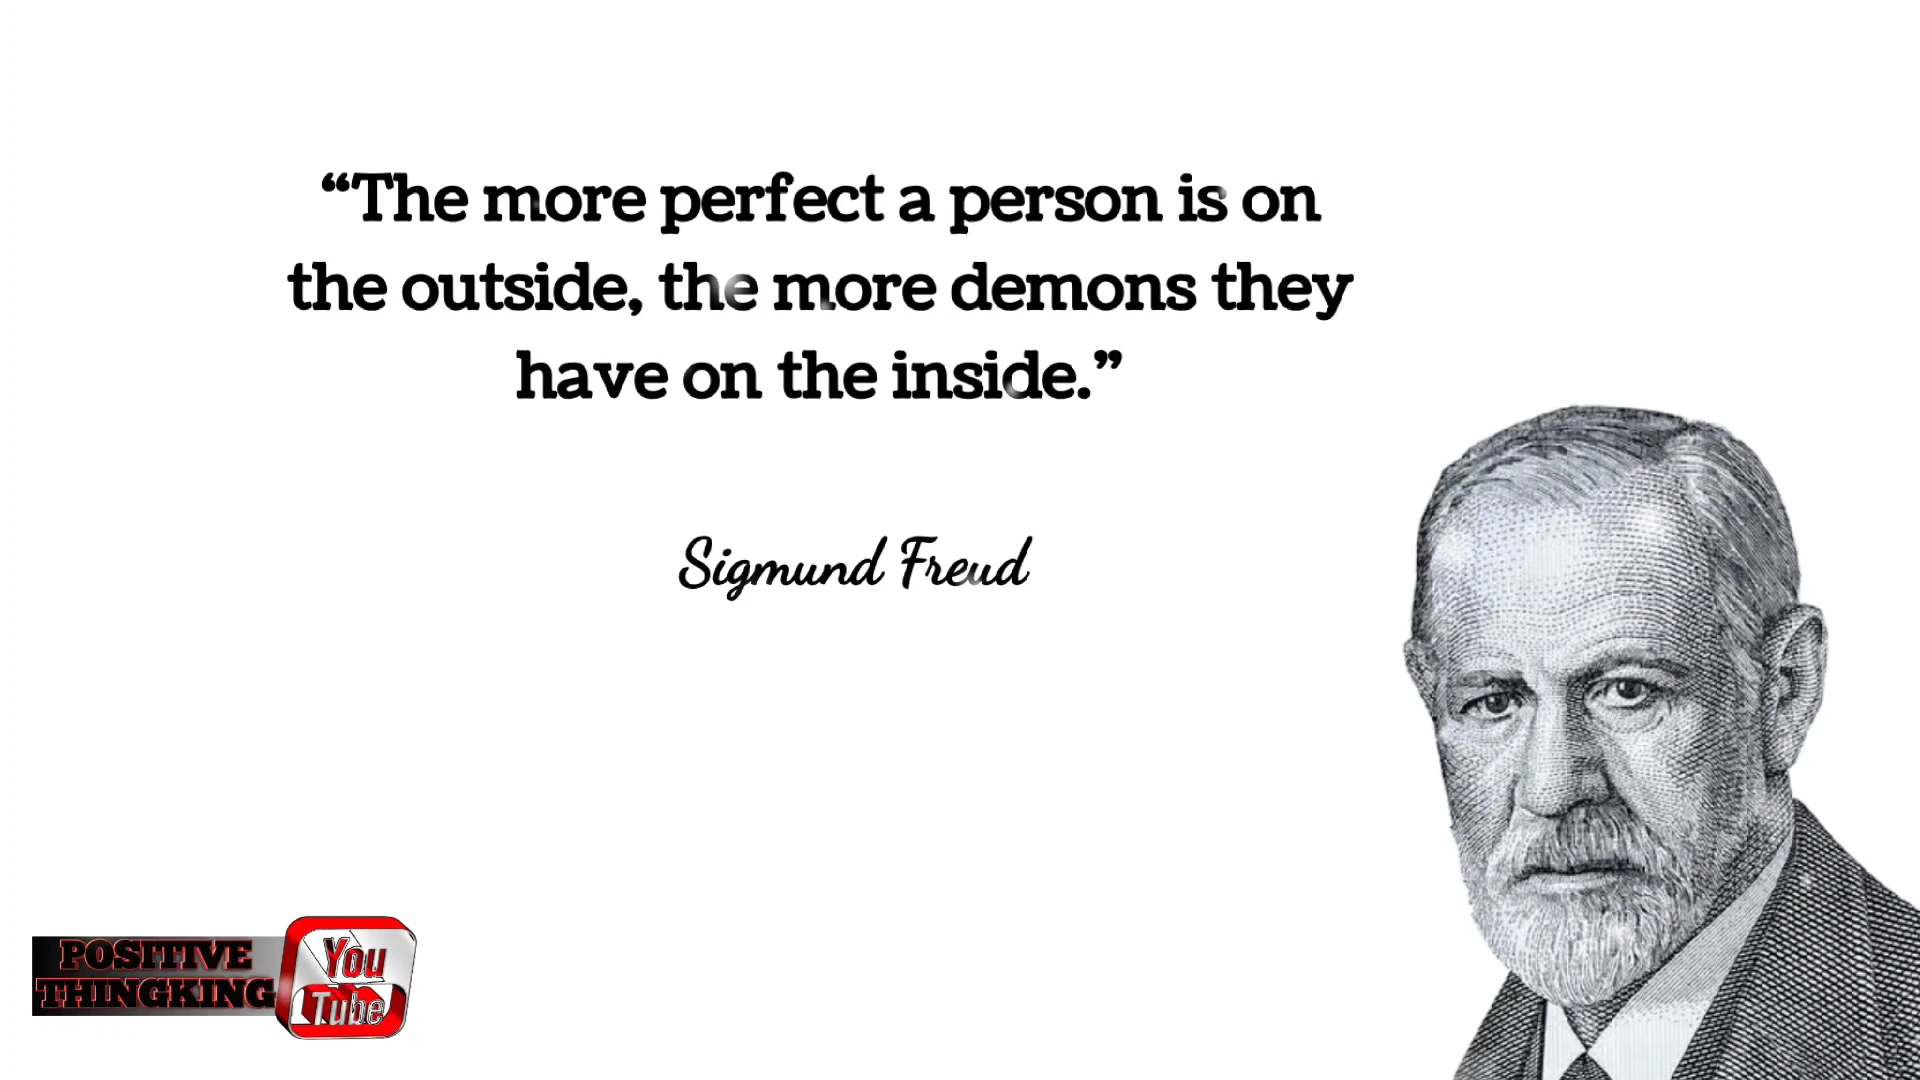 “The more perfect a person is on
the outside, the more demons they
have on the inside.”
Sigmund Freud
POSITIVE
THINGKING
You
Tube